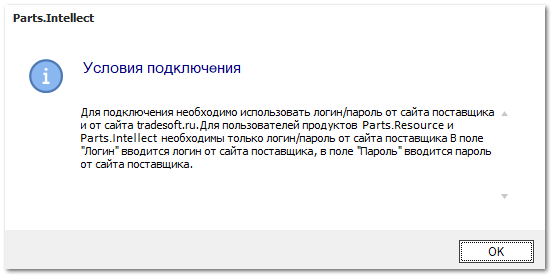 Parts.Intellect
Условия подключения
Для подключения необходимо использовать логин/пароль от сайта поставщика
и от сайта tradesoft.ru.Для пользователей продуктов Parts.Resource и
Parts.Intellect необходимы только логин/пароль от сайта поставщика В поле
"Логин" вводится логин от сайта поставщика, в поле "Пароль" вводится пароль
от сайта поставщика.
OK